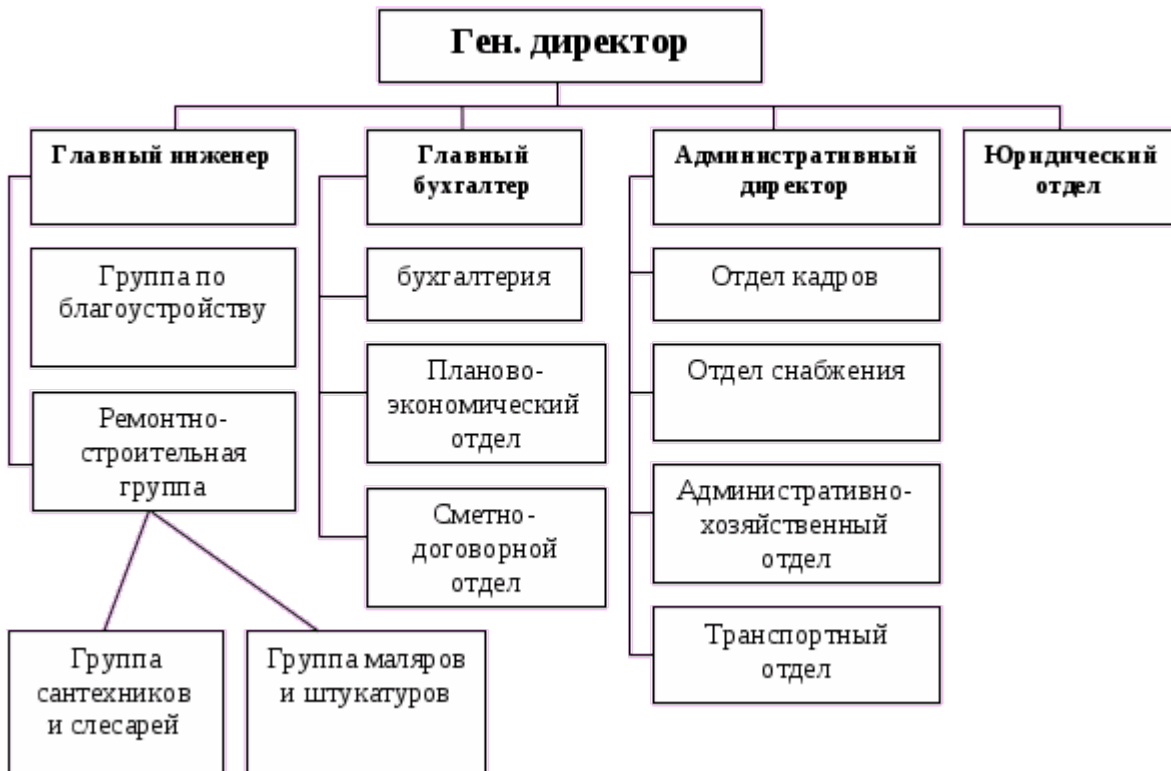 Ген. директор
Главный инженер
Главный
бухгалтер
Административный
директор
Юридический
отдел
Группа по
благоустройству
бухгалтерия
Отдел кадров
Планово-
экономический
отдел
Отдел снабжения
Ремонтно-
строительная
группа
Сметно-
договорной
отдел
Административно-
хозяйственный
отдел
Транспортный
отдел
Группа
сантехников
и слесарей
Группа маляров
и штукатуров